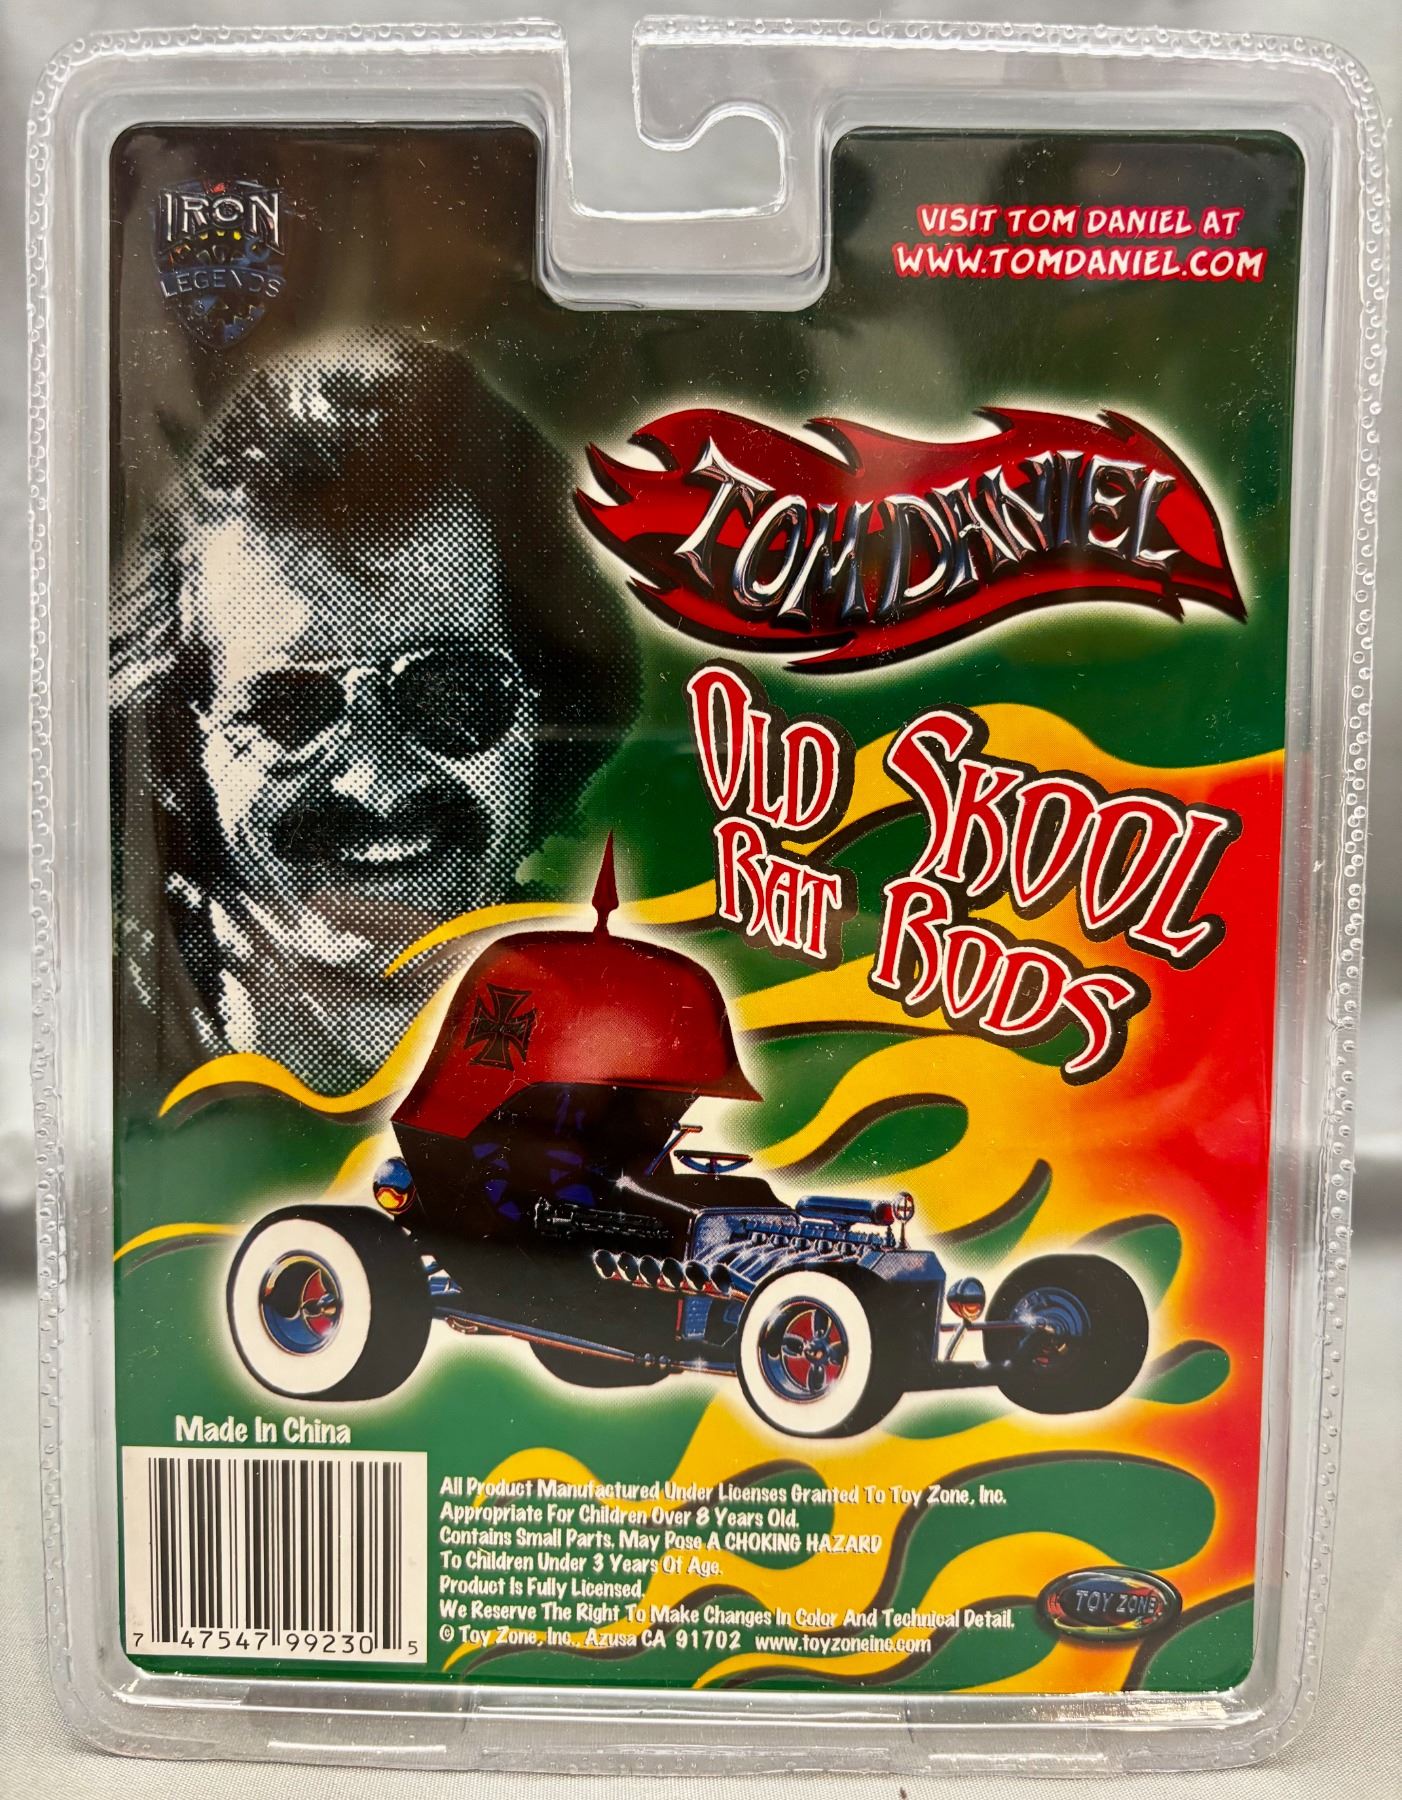 IRON
LEGENDS
VISIT TOM DANIEL AT
WWW.TOMDANIEL.COM
TOM DANIEL
OLD SKOOL
RAT RODS
Made In China
7 47547 99230 5
All Product Manufactured Under Licenses Granted To Toy Zone, Inc.
Appropriate For Children Over 8 Years Old.
Contains Small Parts. May Pose A CHOKING HAZARD
To Children Under 3 Years Of Age.
Product Is Fully Licensed.
We Reserve The Right To Make Changes In Color And Technical Detail.
© Toy Zone, Inc., Azusa CA 91702 www.toyzoneinc.com
TOY ZONE